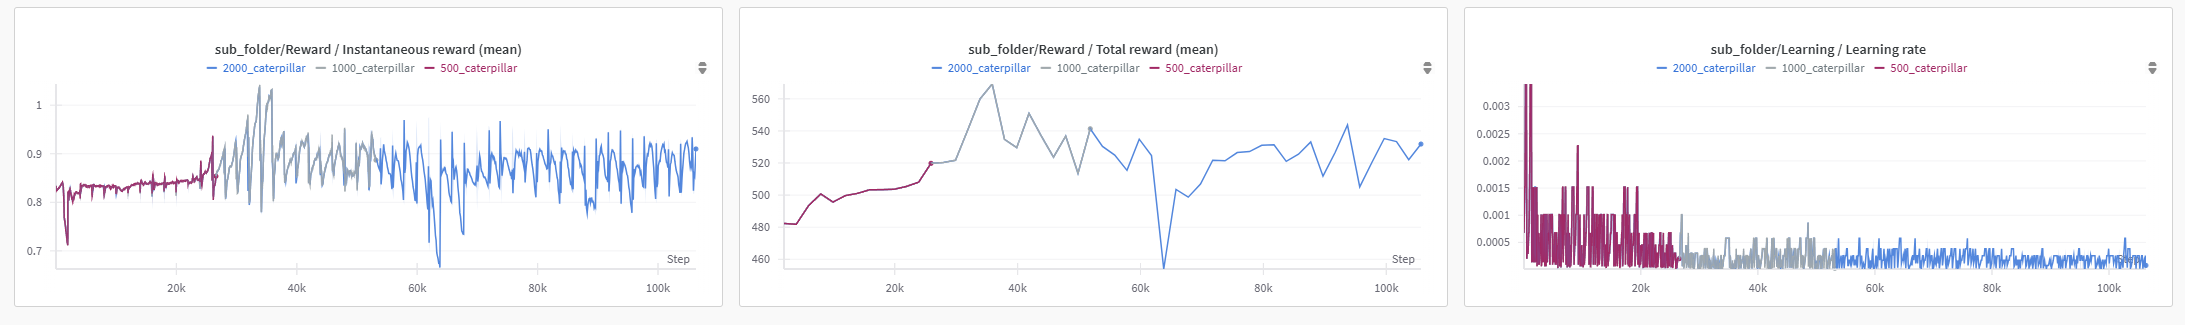 sub_folder/Reward / Instantaneous reward (mean)
2000_caterpillar 1000_caterpillar 500_caterpillar
1
0.9
0.8
0.7
Step
20k 40k 60k 80k 100k
sub_folder/Reward / Total reward (mean)
2000_caterpillar 1000_caterpillar 500_caterpillar
560
540
520
500
480
460
Step
20k 40k 60k 80k 100k
sub_folder/Learning / Learning rate
2000_caterpillar 1000_caterpillar 500_caterpillar
0.003
0.0025
0.002
0.0015
0.001
0.0005
Step
20k 40k 60k 80k 100k